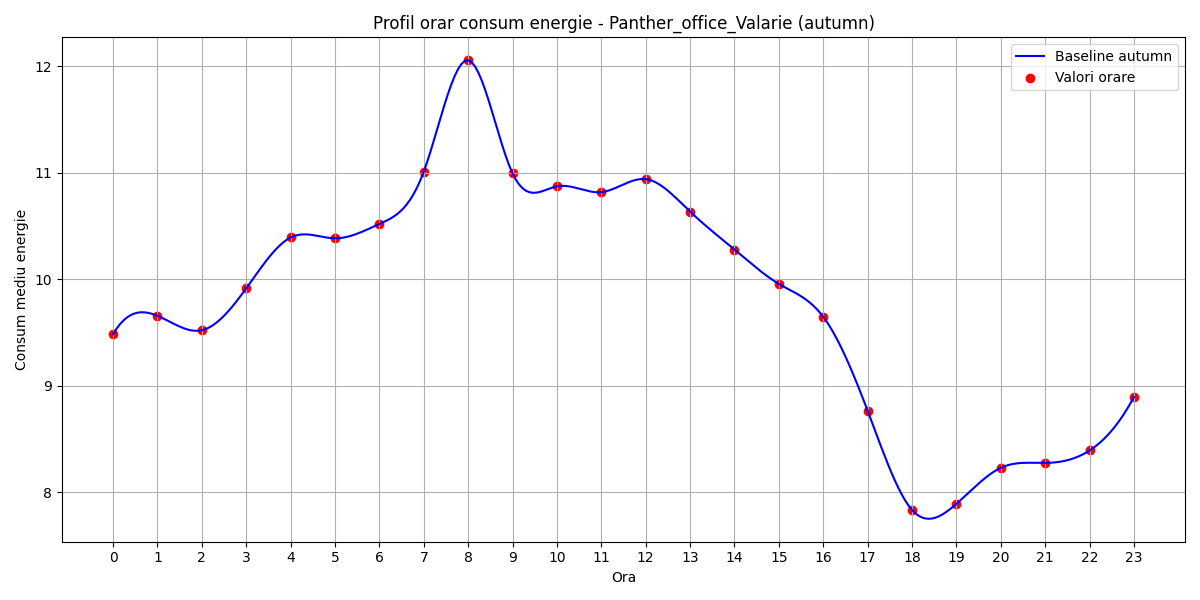 Profil orar consum energie - Panther_office_Valarie (autumn)
Baseline autumn
Valori orare
Consum mediu energie
12
11
10
9
8
0 1 2 3 4 5 6 7 8 9 10 11 12 13 14 15 16 17 18 19 20 21 22 23
Ora